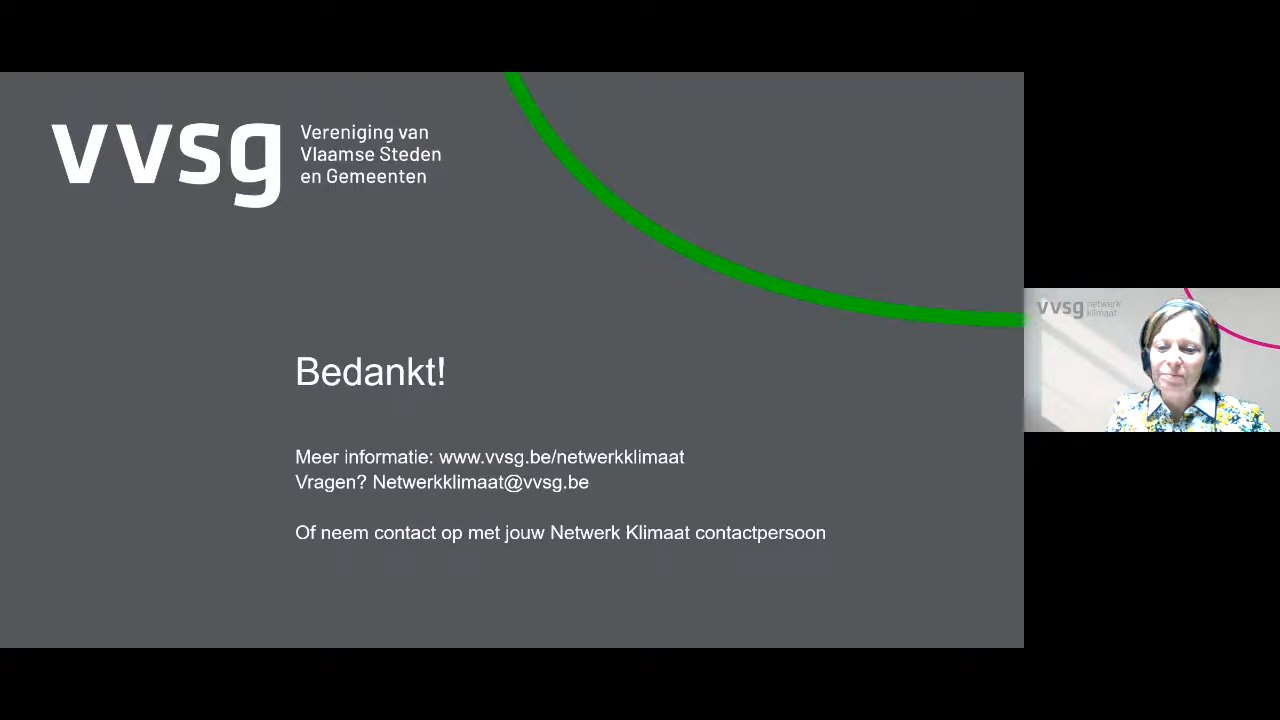 vvsg
Vereniging van
Vlaamse Steden
en Gemeenten
Bedankt!
Meer informatie: www.vvsg.be/netwerkklimaat
Vragen? Netwerkklimaat@vvsg.be
Of neem contact op met jouw Netwerk Klimaat contactpersoon
vvsg
netwerk
klimaat